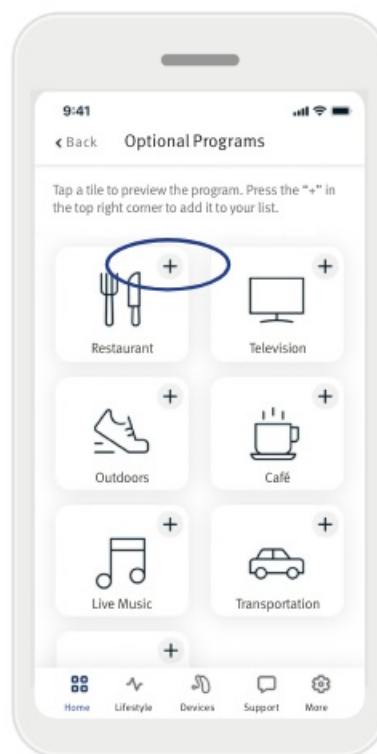 9:41
Back Optional Programs
Tap a tile to preview the program. Press the “+” in
the top right corner to add it to your list.
+ +
Restaurant Television
+ +
Outdoors Café
+ +
Live Music Transportation
+
Home Lifestyle Devices Support More